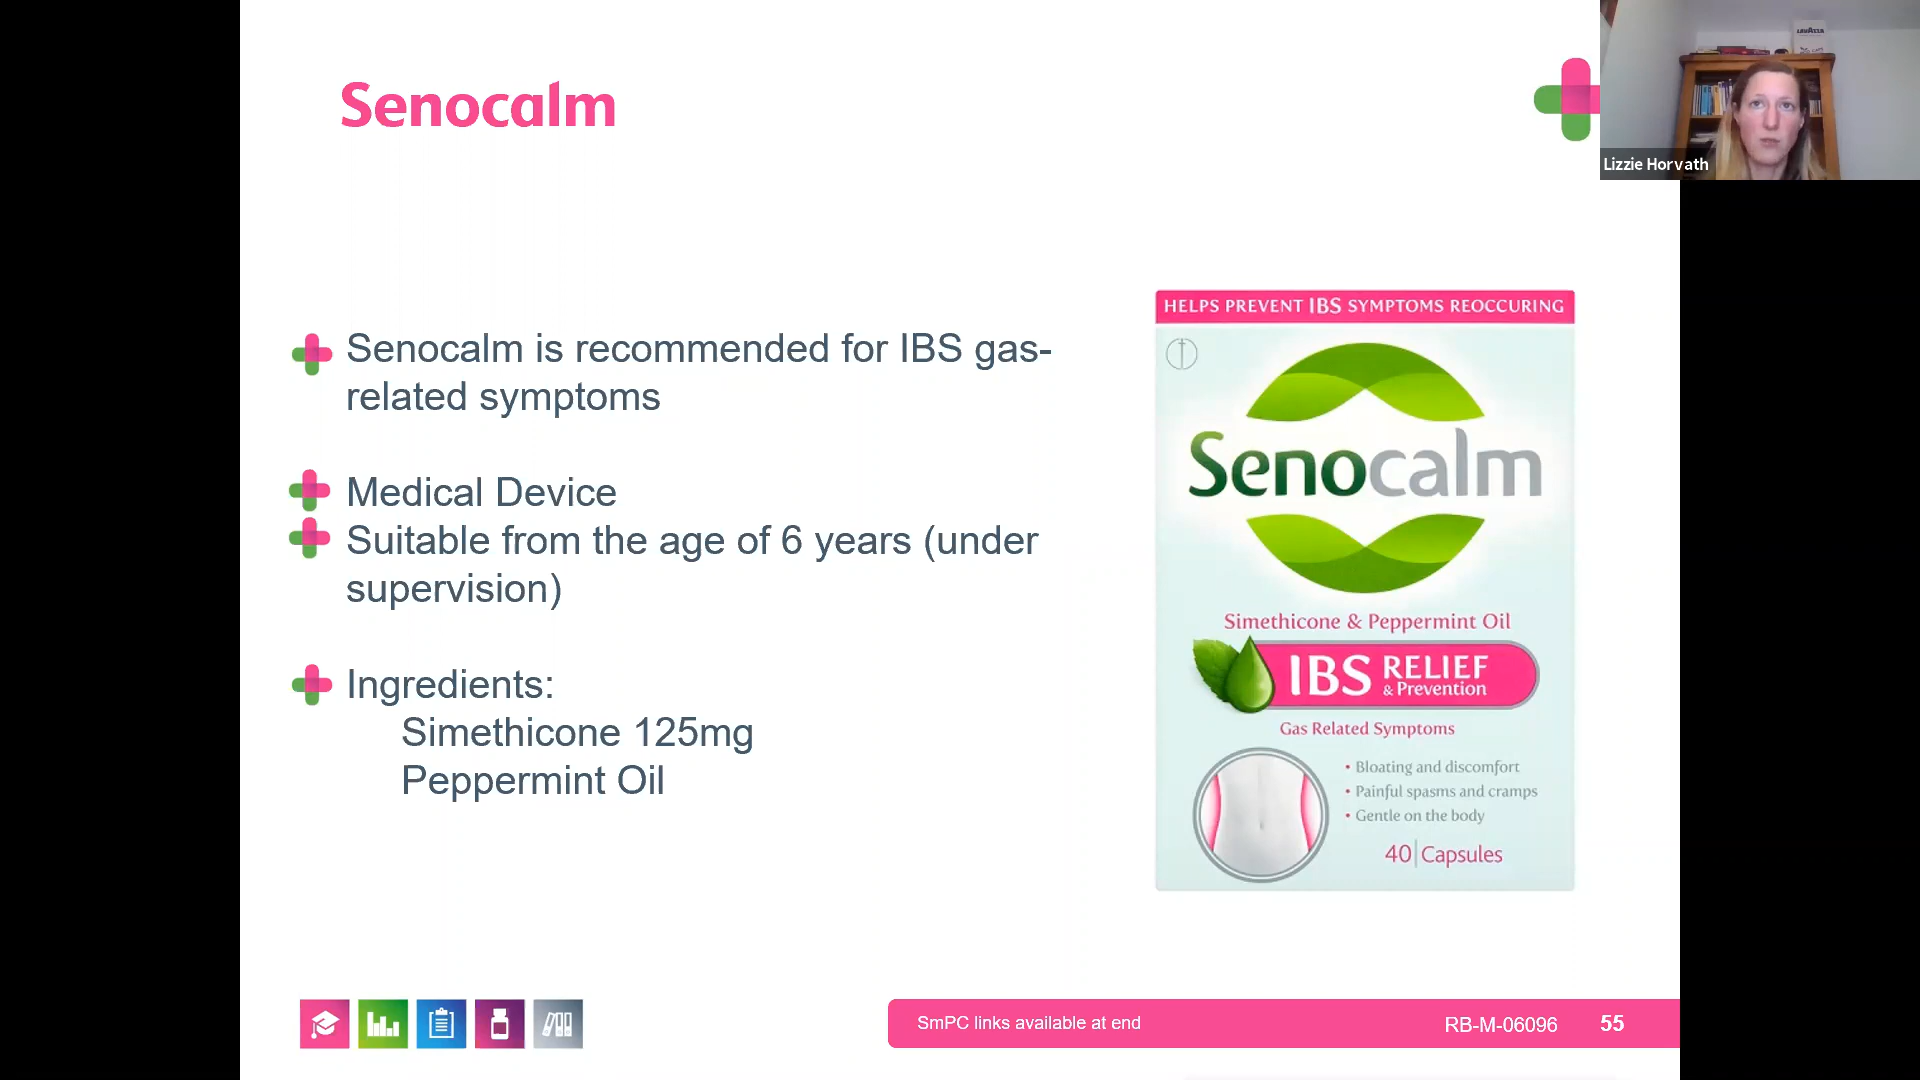 Senocalm
LAVAZZA
Lizzie Horvath
Senocalm is recommended for IBS gas-
related symptoms
Medical Device
Suitable from the age of 6 years (under
supervision)
Ingredients:
Simethicone 125mg
Peppermint Oil
HELPS PREVENT IBS SYMPTOMS REOCCURING
Senocalm
Simethicone & Peppermint Oil
IBS RELIEF
& Prevention
Gas Related Symptoms
• Bloating and discomfort
• Painful spasms and cramps
• Gentle on the body
40 Capsules
SmPC links available at end
RB-M-06096
55